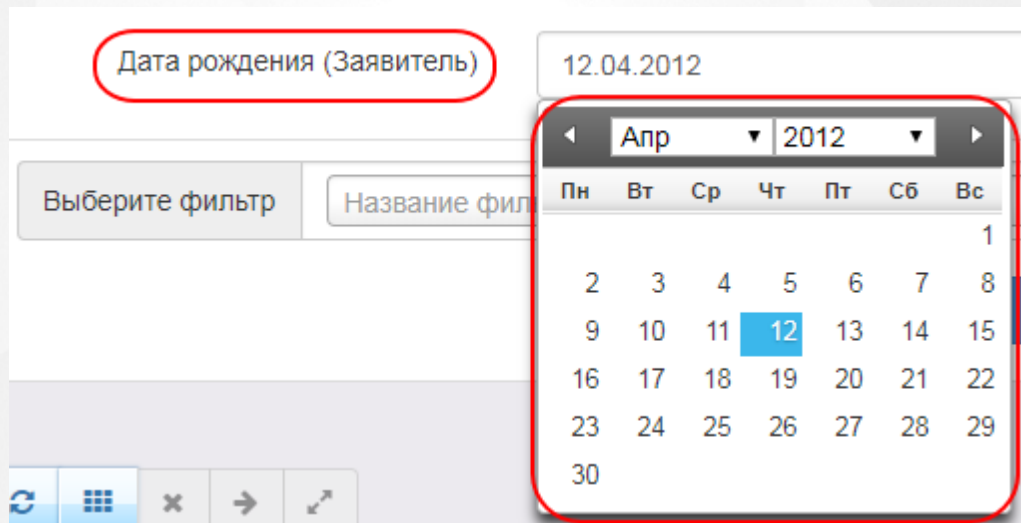 Дата рождения (Заявитель) 12.04.2012
Апр 2012
Выберите фильтр Название фил
Пн Вт Ср Чт Пт Сб Вс
1
2 3 4 5 6 7 8
9 10 11 12 13 14 15
16 17 18 19 20 21 22
23 24 25 26 27 28 29
30